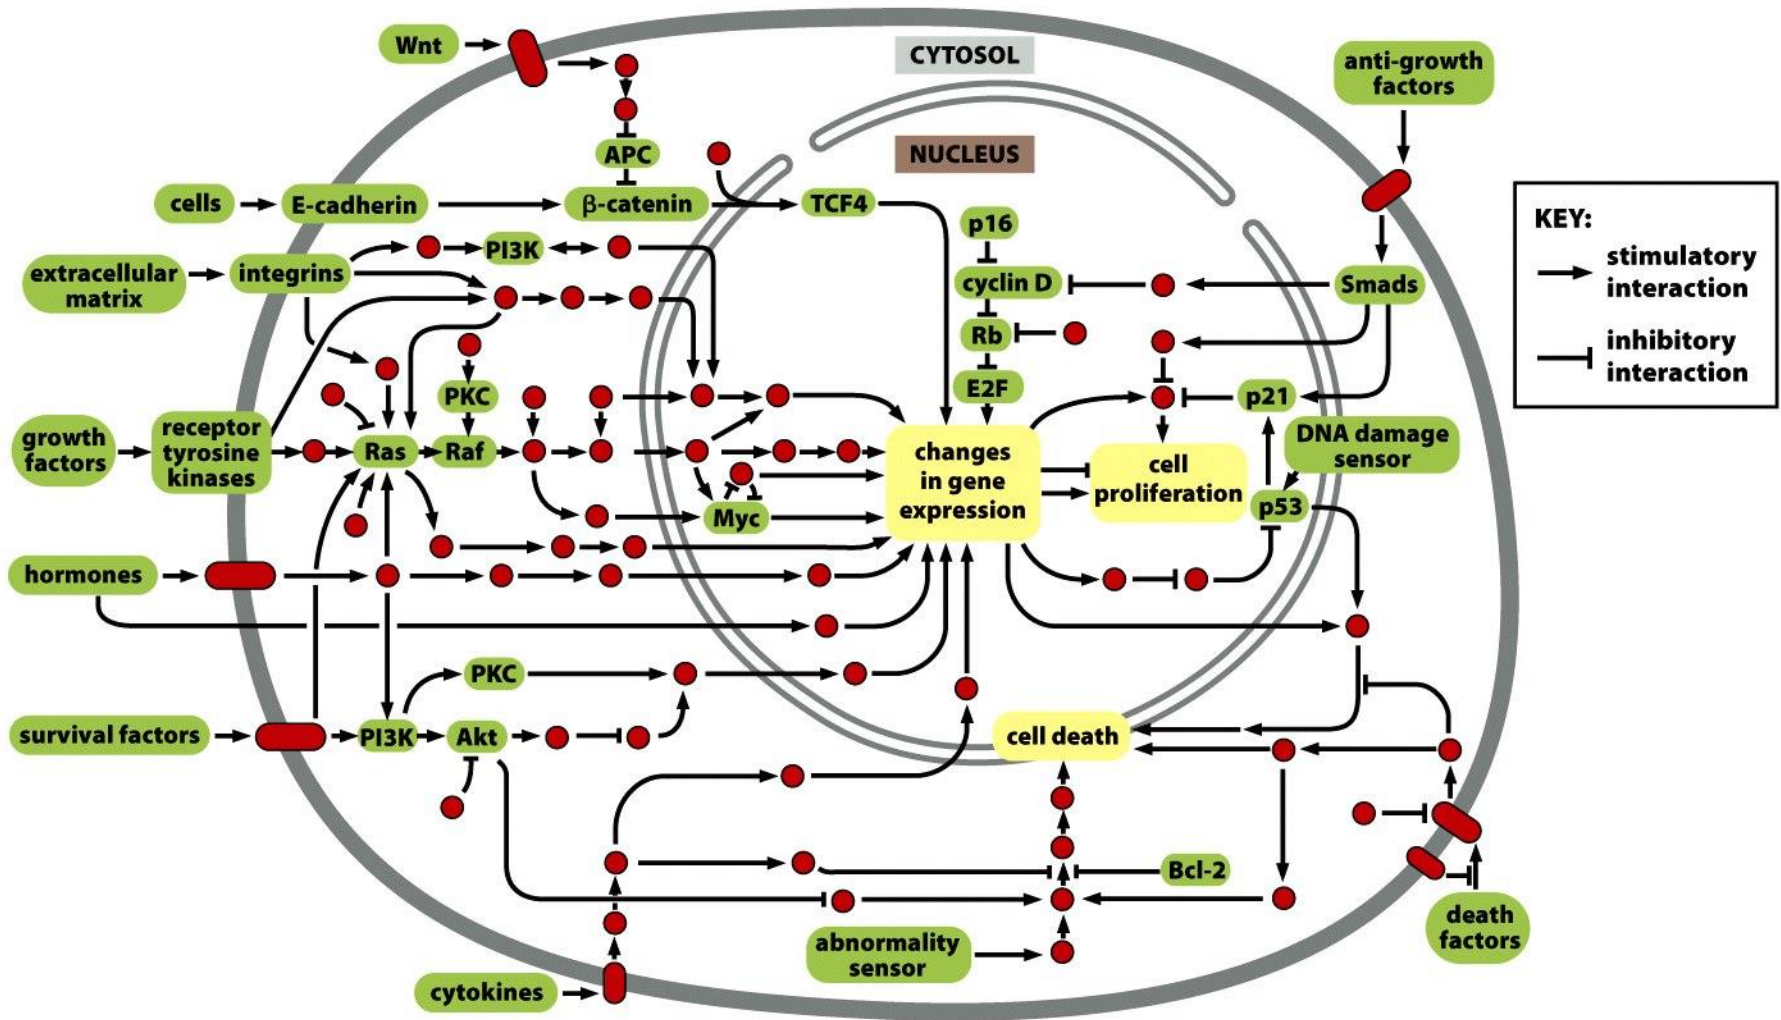 Wnt
CYTOSOL
anti-growth
factors
APC
NUCLEUS
cells
E-cadherin
β-catenin
TCF4
p16
KEY:
stimulatory
interaction
inhibitory
interaction
extracellular
matrix
integrins
PI3K
cyclin D
Smads
Rb
PKC
E2F
p21
growth
factors
receptor
tyrosine
kinases
Ras
Raf
changes
in gene
expression
cell
proliferation
DNA damage
sensor
Myc
p53
hormones
PKC
survival factors
PI3K
Akt
cell death
Bcl-2
abnormality
sensor
death
factors
cytokines